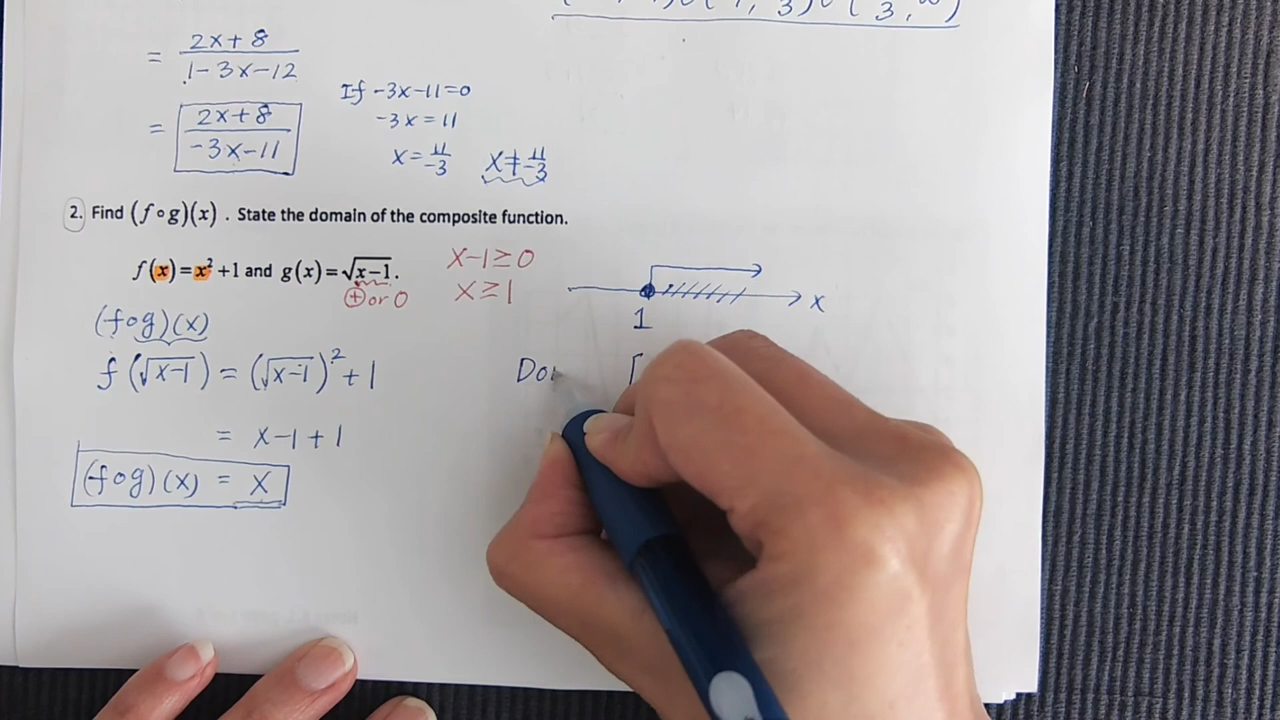 = 2x+8 / 1-3x-12
If -3x-11=0
= 2x+8 / -3x-11
-3x = 11
x = 11/-3 x ≠ 11/-3
2. Find (f∘g)(x) . State the domain of the composite function.
f(x)=x²+1 and g(x)=√x−1.
x-1≥0
⊕ or 0
x≥1
x
1
(f∘g)(x)
f(√x-1) = (√x-1)²+1
= x-1+1
(f∘g)(x) = x
[